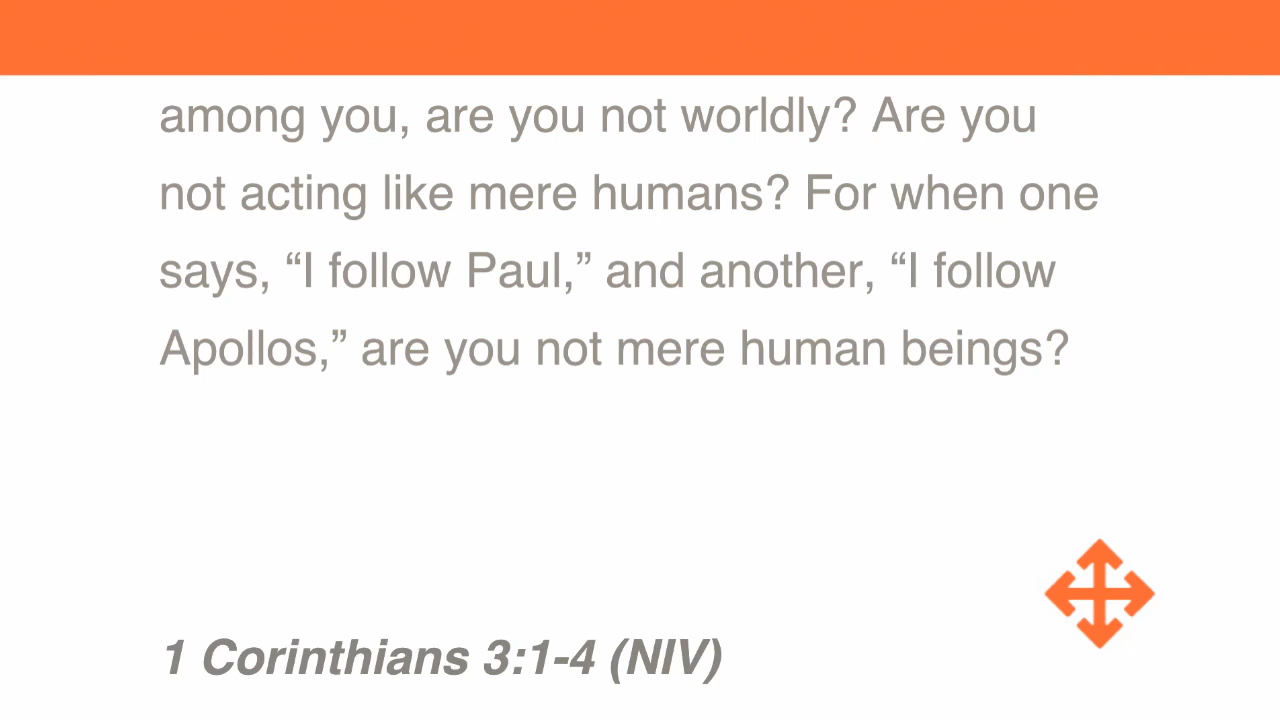 among you, are you not worldly? Are you
not acting like mere humans? For when one
says, “I follow Paul,” and another, “I follow
Apollos,” are you not mere human beings?
1 Corinthians 3:1-4 (NIV)